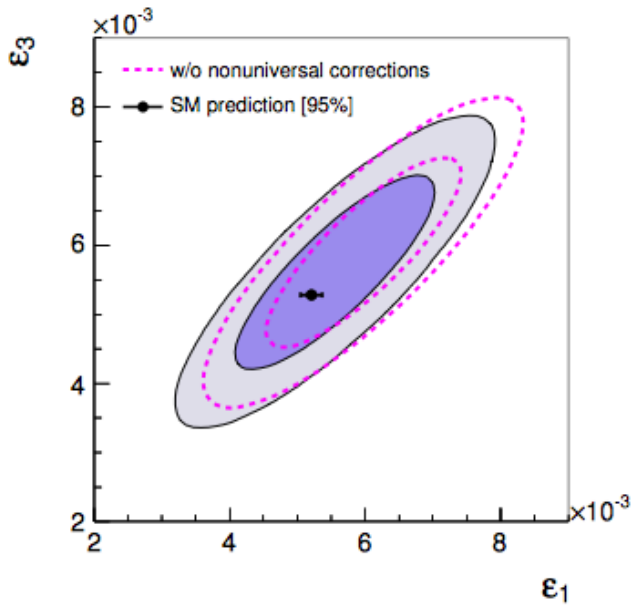 ×10⁻³
ε₃
w/o nonuniversal corrections
SM prediction [95%]
8
6
4
2
2 4 6 8
×10⁻³
ε₁